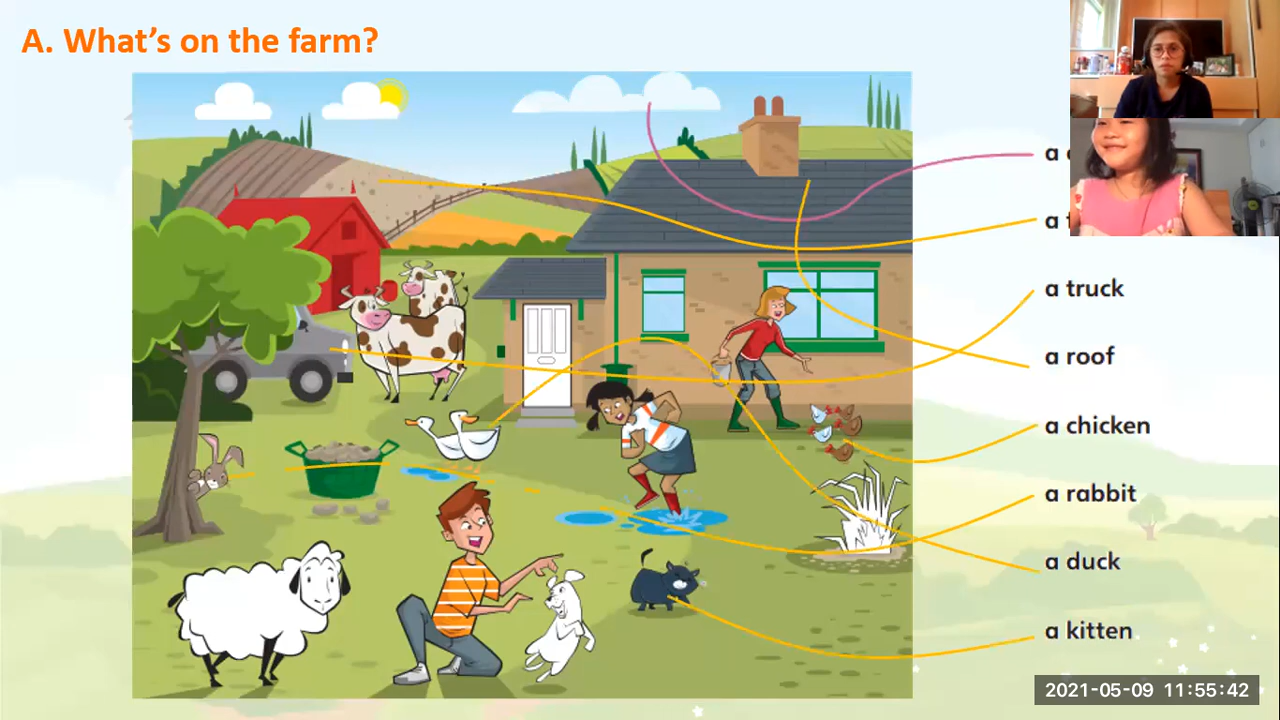 A. What's on the farm?
a
a
a truck
a roof
a chicken
a rabbit
a duck
a kitten
2021-05-09 11:55:42